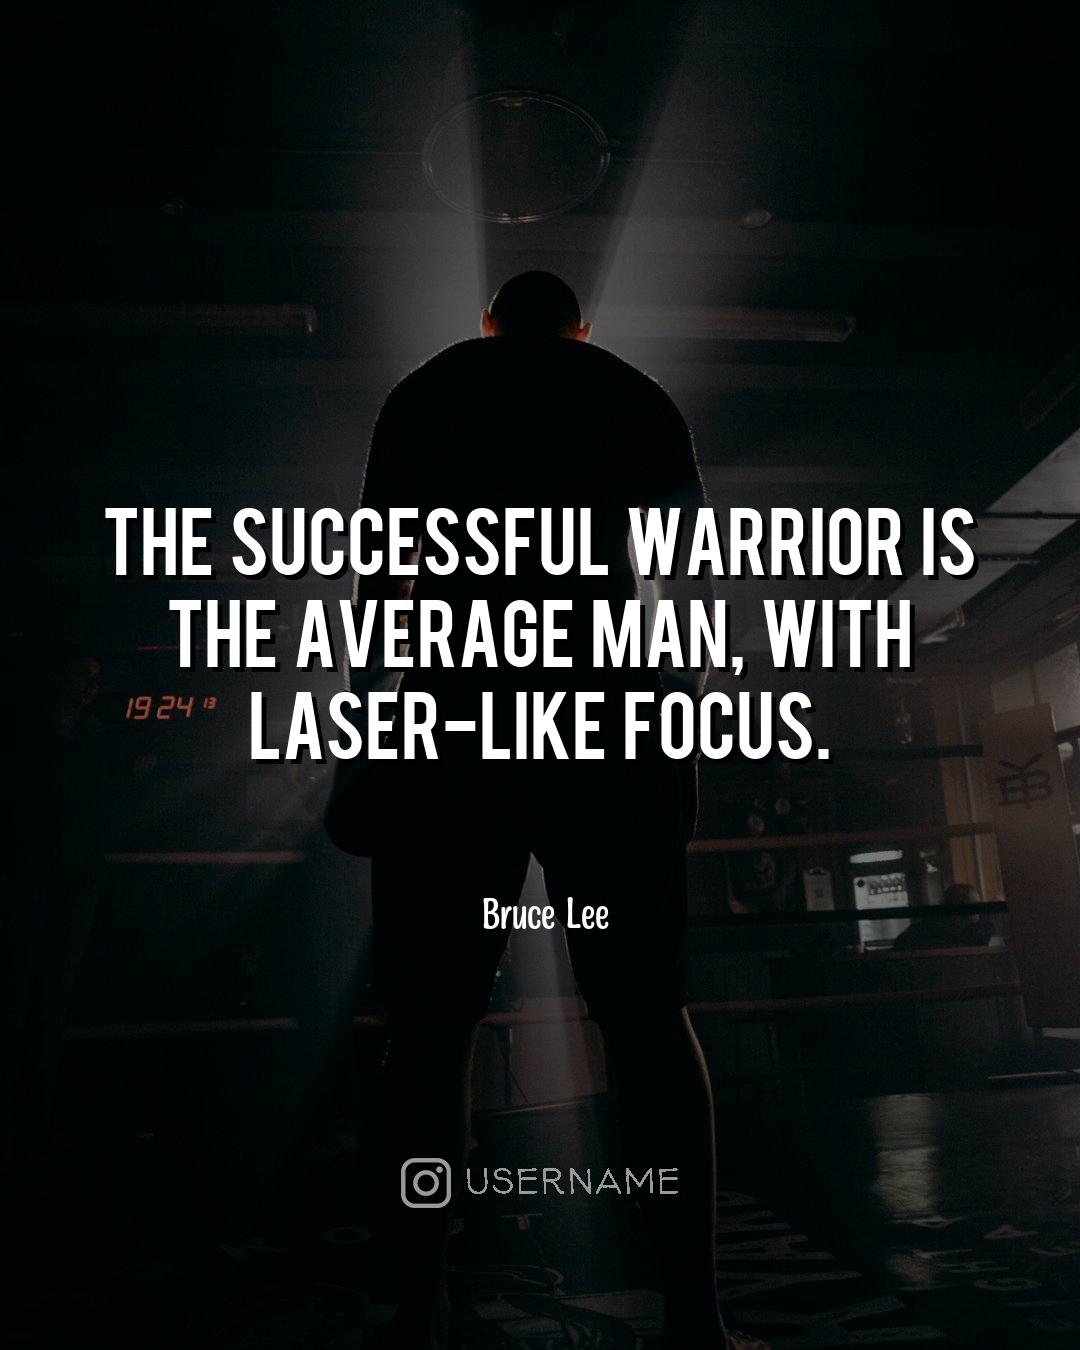 THE SUCCESSFUL WARRIOR IS
THE AVERAGE MAN, WITH
19 24 13
LASER-LIKE FOCUS.
Bruce Lee
USERNAME